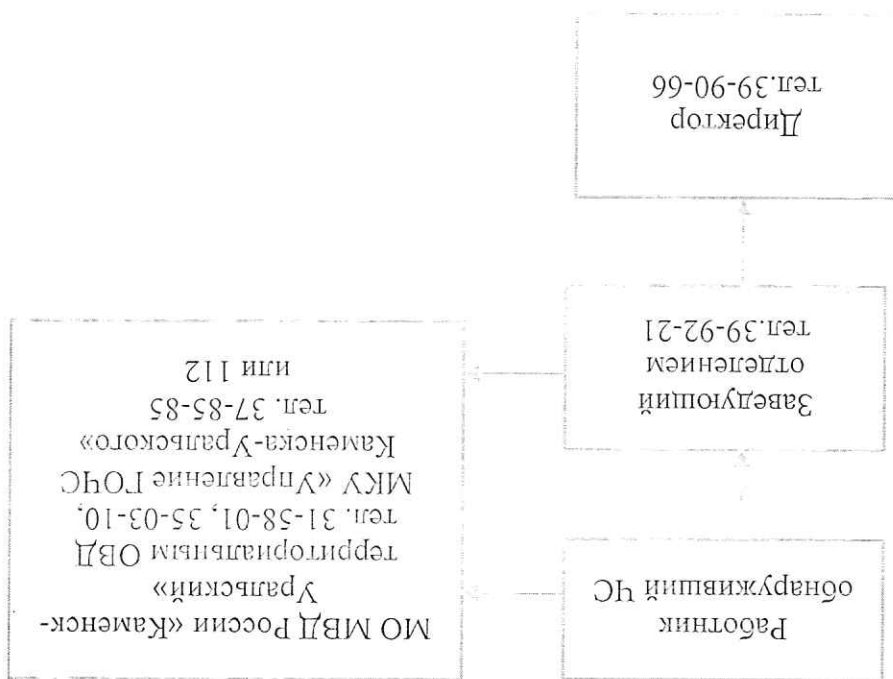 Работник
обнаруживший ЧС
МО МВД России «Каменск-
Уральский»
территориальным ОВД
тел. 31-58-01, 35-03-10,
МКУ «Управление ГОЧС
Каменска-Уральского»
тел. 37-85-85
или 112
Заведующий
отделением
тел.39-92-21
Директор
тел.39-90-66